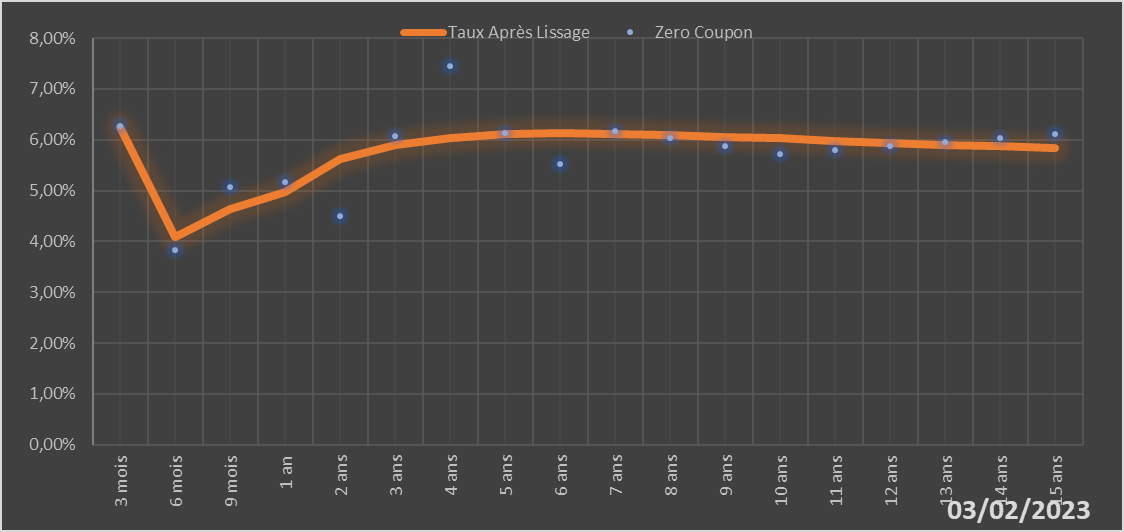 Taux Après Lissage Zero Coupon
8,00%
7,00%
6,00%
5,00%
4,00%
3,00%
2,00%
1,00%
0,00%
3 mois
6 mois
9 mois
1 an
2 ans
3 ans
4 ans
5 ans
6 ans
7 ans
8 ans
9 ans
10 ans
11 ans
12 ans
13 ans
14 ans
15 ans
03/02/2023